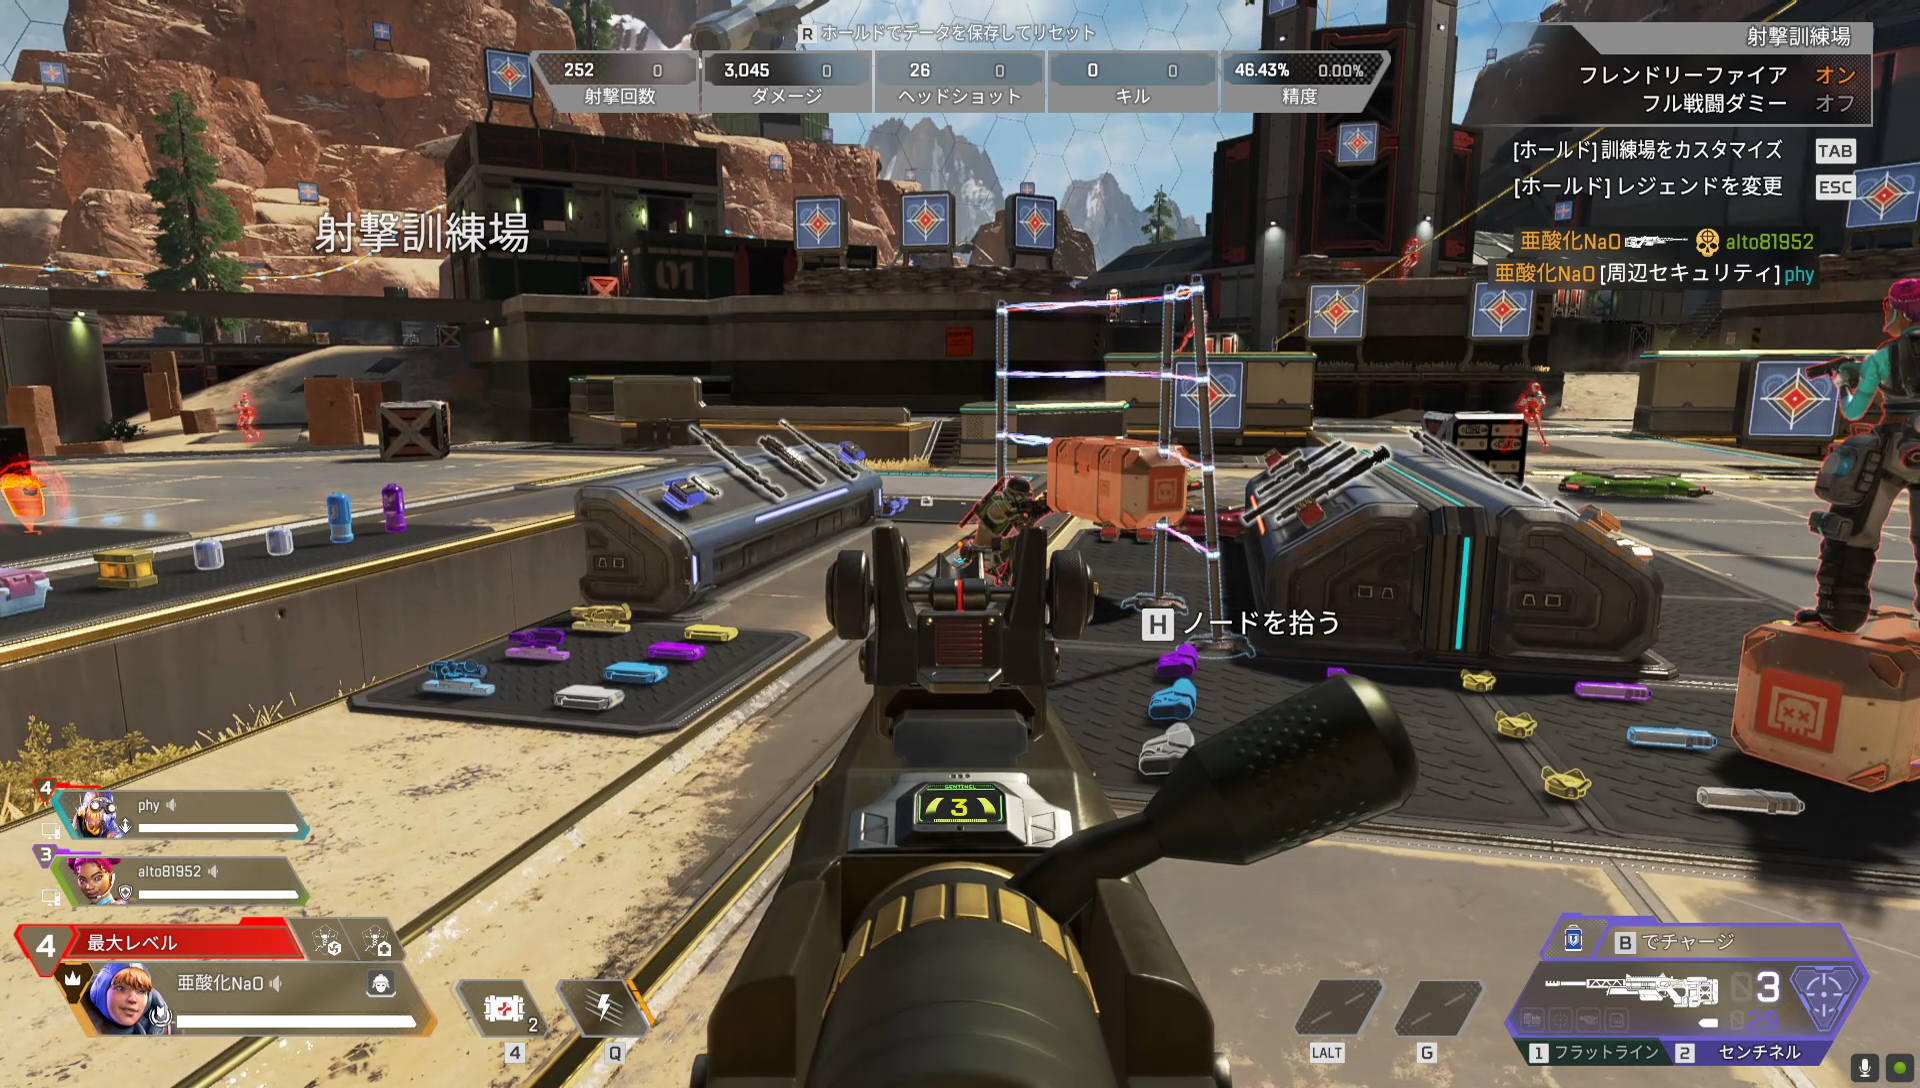 R ホールドでデータを保存してリセット
252 0 3,045 0 26 0 0 0 46.43% 0.00%
射撃回数 ダメージ ヘッドショット キル 精度
射撃訓練場
フレンドリーファイア オン
フル戦闘ダミー オフ
[ホールド]訓練場をカスタマイズ TAB
[ホールド]レジェンドを変更 ESC
亜酸化NaO alto81952
亜酸化NaO [周辺セキュリティ] phy
射撃訓練場
01
H ノードを拾う
SENTINEL
3
4
phy
3
alto81952
4 最大レベル
亜酸化NaO
2
4 Q
LALT G
B でチャージ
03
020
1 フラットライン 2 センチネル